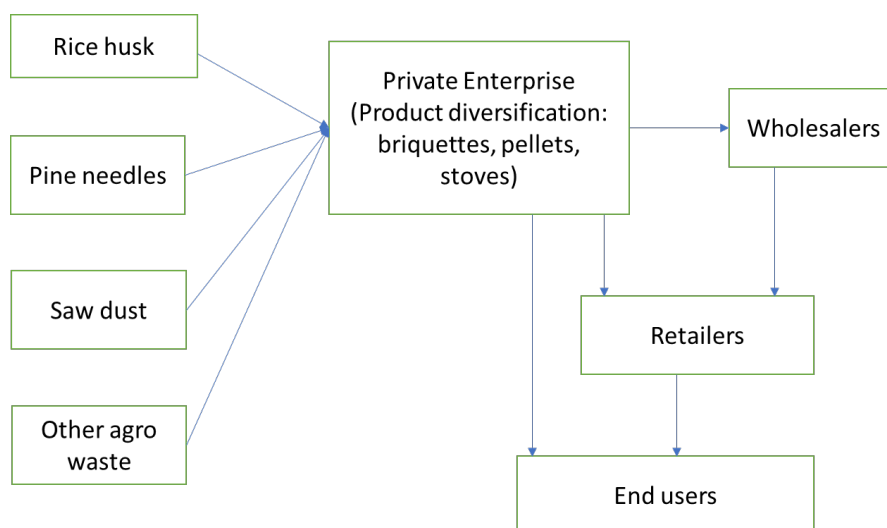 Rice husk
Pine needles
Saw dust
Other agro
waste
Private Enterprise
(Product diversification:
briquettes, pellets,
stoves)
Wholesalers
Retailers
End users